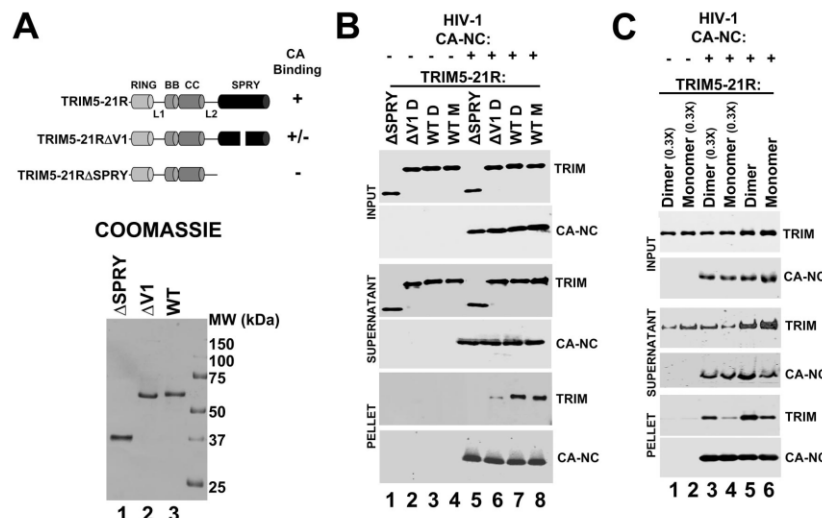 A
CA
Binding
RING BB CC SPRY
TRIM5-21R +
L1 L2
TRIM5-21RΔV1 +/-
TRIM5-21RΔSPRY -
COOMASSIE
ΔSPRY
ΔV1
WT
MW (kDa)
150
100
75
50
37
25
1 2 3
B
HIV-1
CA-NC:
- - - - + + + +
TRIM5-21R:
ΔSPRY
ΔV1 D
WT D
WT M
ΔSPRY
ΔV1 D
WT D
WT M
INPUT
TRIM
CA-NC
SUPERNATANT
TRIM
CA-NC
PELLET
TRIM
CA-NC
1 2 3 4 5 6 7 8
C
HIV-1
CA-NC:
- - + + + +
TRIM5-21R:
Dimer (0.3X)
Monomer (0.3X)
Dimer (0.3X)
Monomer (0.3X)
Dimer
Monomer
INPUT
TRIM
CA-NC
SUPERNATANT
TRIM
CA-NC
PELLET
TRIM
CA-NC
1 2 3 4 5 6